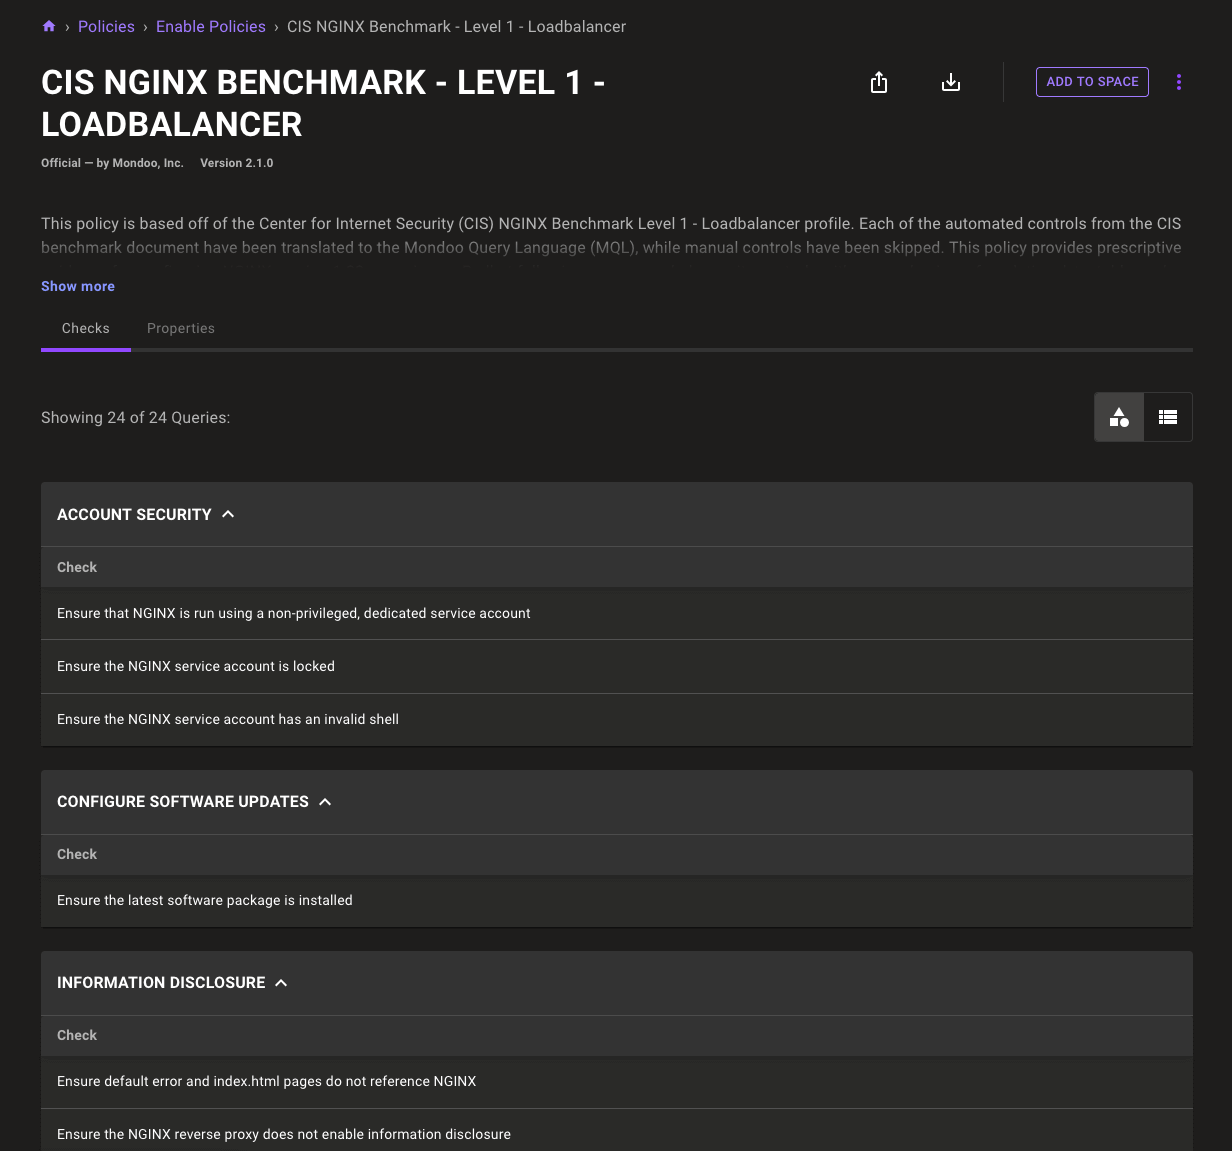 › Policies › Enable Policies › CIS NGINX Benchmark - Level 1 - Loadbalancer
CIS NGINX BENCHMARK - LEVEL 1 -
LOADBALANCER
ADD TO SPACE
Official — by Mondoo, Inc. Version 2.1.0
This policy is based off of the Center for Internet Security (CIS) NGINX Benchmark Level 1 - Loadbalancer profile. Each of the automated controls from the CIS
benchmark document have been translated to the Mondoo Query Language (MQL), while manual controls have been skipped. This policy provides prescriptive
Show more
Checks Properties
Showing 24 of 24 Queries:
ACCOUNT SECURITY
Check
Ensure that NGINX is run using a non-privileged, dedicated service account
Ensure the NGINX service account is locked
Ensure the NGINX service account has an invalid shell
CONFIGURE SOFTWARE UPDATES
Check
Ensure the latest software package is installed
INFORMATION DISCLOSURE
Check
Ensure default error and index.html pages do not reference NGINX
Ensure the NGINX reverse proxy does not enable information disclosure